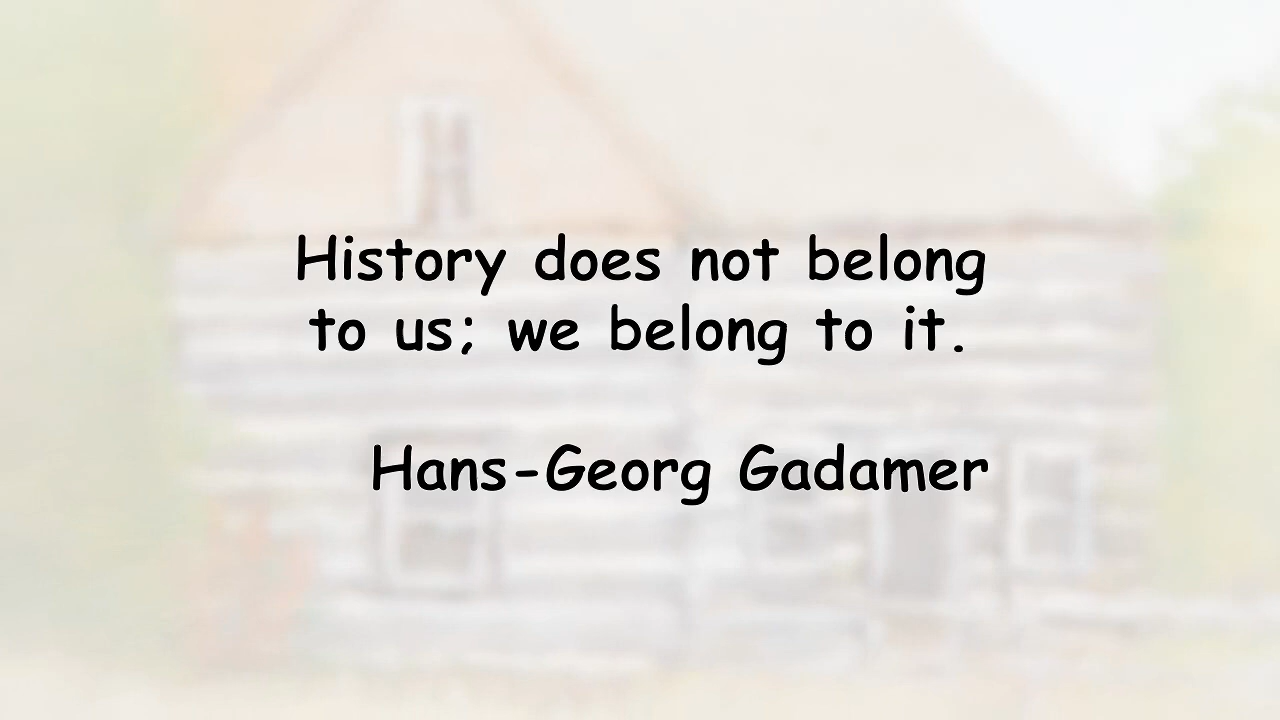 History does not belong
to us; we belong to it.
Hans-Georg Gadamer